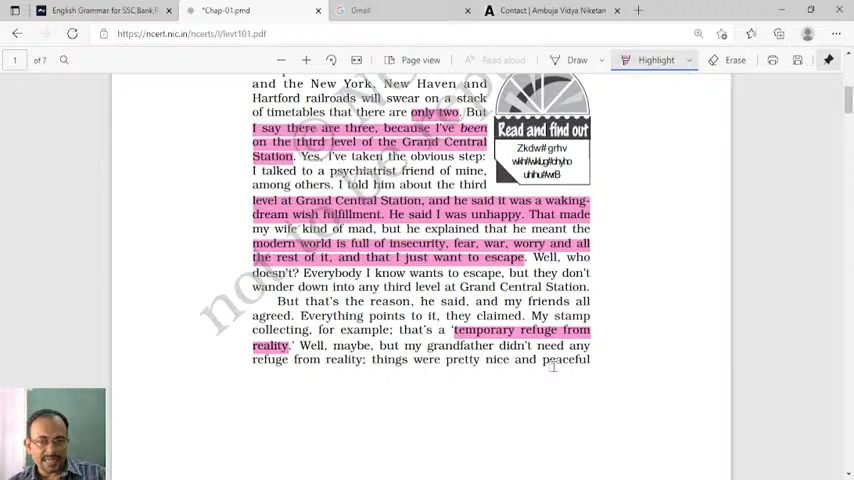 English Grammar for SSC,Bank,F
*Chap-01.pmd
Gmail
Contact | Ambuja Vidya Niketan
https://ncert.nic.in/ncerts/l/levt101.pdf
1 of 7
Page view
Read aloud
Draw
Highlight
Erase
and the New York, New Haven and
Hartford railroads will swear on a stack
of timetables that there are only two. But
I say there are three, because I've been
on the third level of the Grand Central
Station. Yes, I've taken the obvious step:
I talked to a psychiatrist friend of mine,
among others. I told him about the third
level at Grand Central Station, and he said it was a waking-
dream wish fulfillment. He said I was unhappy. That made
my wife kind of mad, but he explained that he meant the
modern world is full of insecurity, fear, war, worry and all
the rest of it, and that I just want to escape. Well, who
doesn't? Everybody I know wants to escape, but they don't
wander down into any third level at Grand Central Station.
But that's the reason, he said, and my friends all
agreed. Everything points to it, they claimed. My stamp
collecting, for example; that's a 'temporary refuge from
reality.' Well, maybe, but my grandfather didn't need any
refuge from reality; things were pretty nice and peaceful
Read and find out
Zkdw# grhv
not be rep